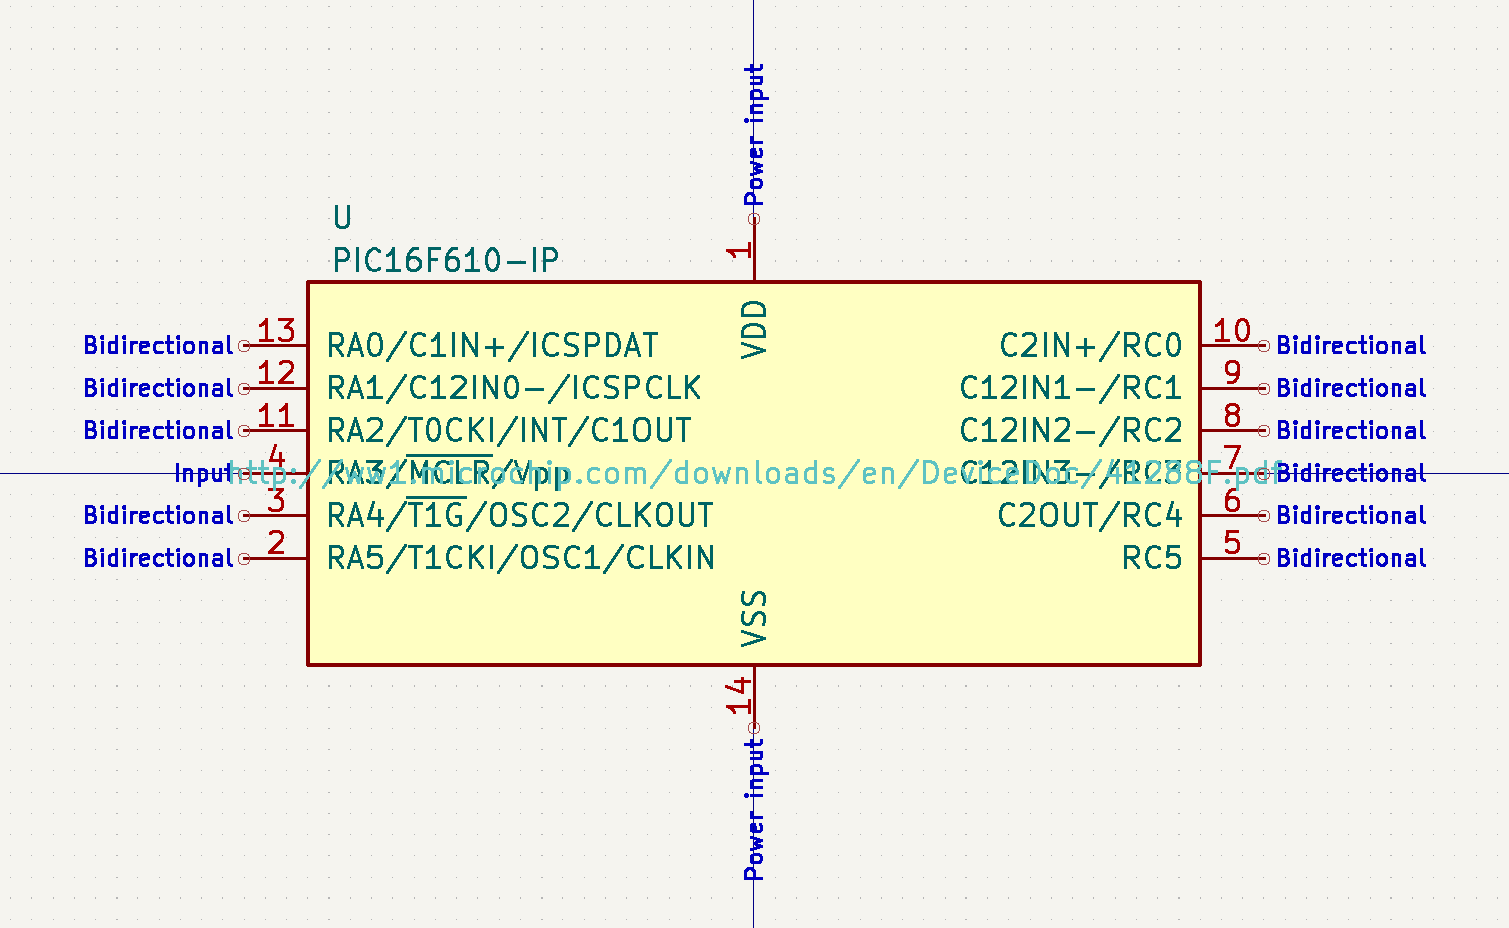 Power input
U
PIC16F610-IP
1
VDD
Bidirectional 13 RA0/C1IN+/ICSPDAT C2IN+/RC0 10 Bidirectional
Bidirectional 12 RA1/C12IN0-/ICSPCLK C12IN1-/RC1 9 Bidirectional
Bidirectional 11 RA2/T0CKI/INT/C1OUT C12IN2-/RC2 8 Bidirectional
Input 4 RA3/MCLR/Vpp C12IN3-/RC3 7 Bidirectional
http://ww1.microchip.com/downloads/en/DeviceDoc/41288F.pdf
Bidirectional 3 RA4/T1G/OSC2/CLKOUT C2OUT/RC4 6 Bidirectional
Bidirectional 2 RA5/T1CKI/OSC1/CLKIN RC5 5 Bidirectional
VSS
14
Power input